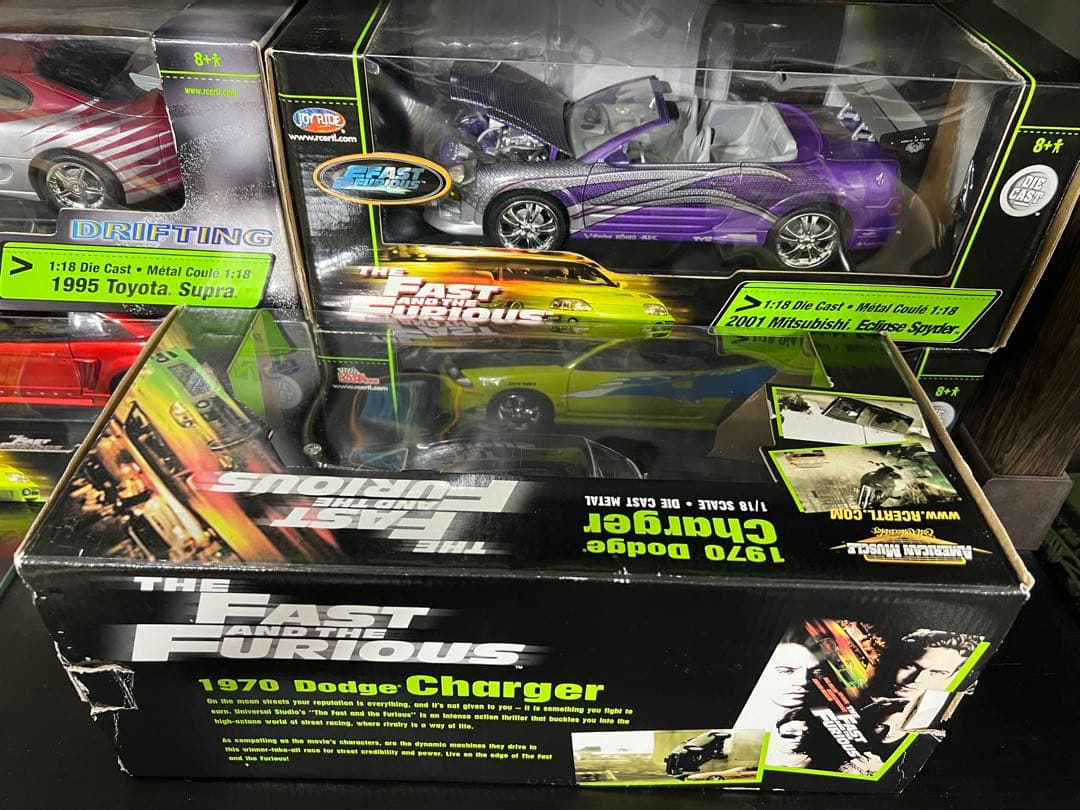 8+
www.rcertl.com
DRIFTING
> 1:18 Die Cast • Métal Coulé 1:18
1995 Toyota Supra
JOYRIDE
www.rcertl.com
2 FAST
2 FURIOUS
8+
DIE
CAST
THE
FAST
AND THE
FURIOUS
> 1:18 Die Cast • Métal Coulé 1:18
2001 Mitsubishi Eclipse Spyder
www.rcertl.com
8+
THE
FAST
AND THE
FURIOUS
1970 Dodge®
Charger
1/18 SCALE • DIE CAST METAL
WWW.RCERTL.COM
AMERICAN MUSCLE
THE
FAST
AND THE
FURIOUS™
1970 Dodge® Charger
On the mean streets your reputation is everything, and it's not given to you – it is something you fight to
earn. Universal Studio's "The Fast and the Furious" is an intense action thriller that buckles you into the
high-octane world of street racing, where rivalry is a way of life.
As compelling as the movie's characters, are the dynamic machines they drive in
this winner-take-all race for street credibility and power. Live on the edge of The Fast
and the Furious!
FAST
FURIOUS